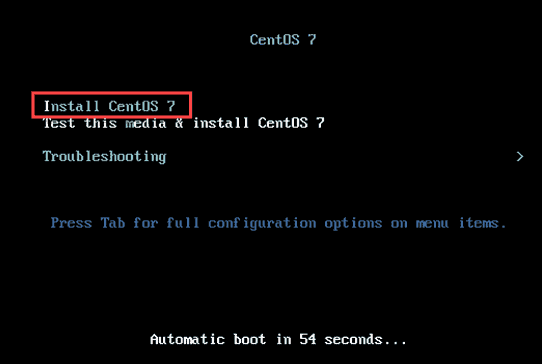 CentOS 7
Install CentOS 7
Test this media & install CentOS 7
Troubleshooting >
Press Tab for full configuration options on menu items.
Automatic boot in 54 seconds...